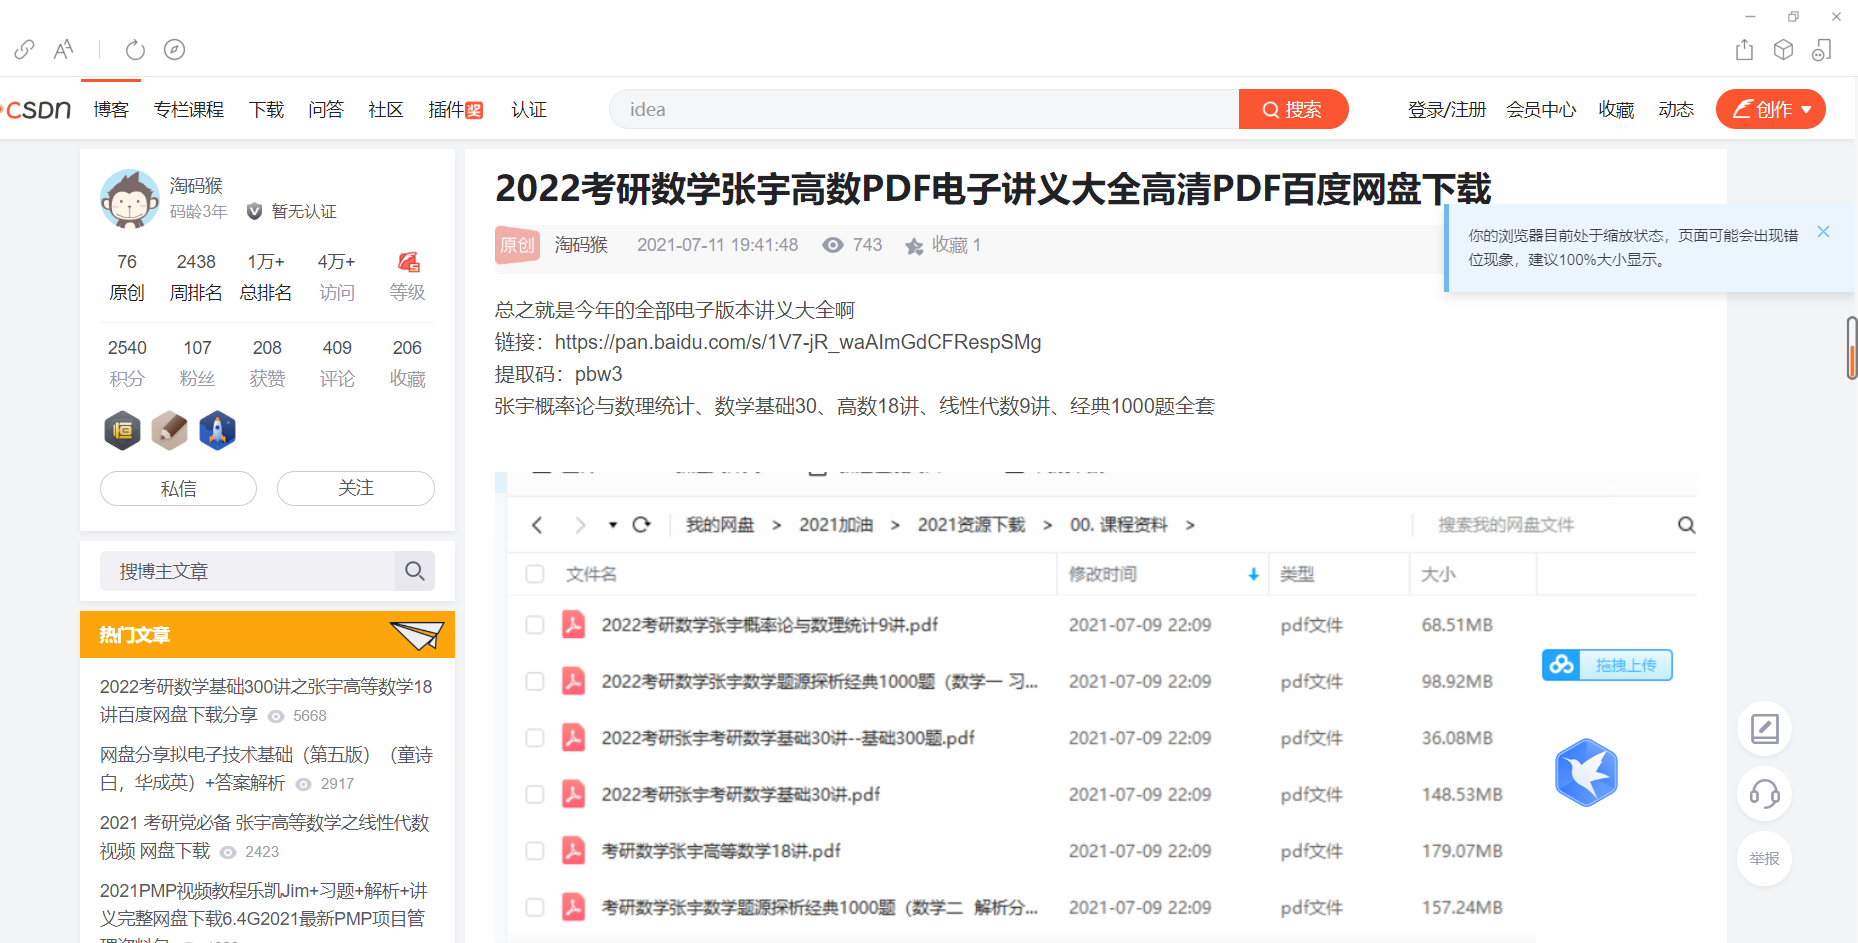 CSDN 博客 专栏课程 下载 问答 社区 插件奖 认证 idea 搜索 登录/注册 会员中心 收藏 动态 创作
淘码猴
码龄3年 暂无认证
76 2438 1万+ 4万+
原创 周排名 总排名 访问 等级
2540 107 208 409 206
积分 粉丝 获赞 评论 收藏
私信 关注
搜博主文章
热门文章
2022考研数学基础300讲之张宇高等数学18
讲百度网盘下载分享 5668
网盘分享拟电子技术基础（第五版）（童诗
白，华成英）+答案解析 2917
2021 考研党必备 张宇高等数学之线性代数
视频 网盘下载 2423
2021PMP视频教程乐凯Jim+习题+解析+讲
义完整网盘下载6.4G2021最新PMP项目管
2022考研数学张宇高数PDF电子讲义大全高清PDF百度网盘下载
原创 淘码猴 2021-07-11 19:41:48 743 收藏 1
你的浏览器目前处于缩放状态，页面可能会出现错
位现象，建议100%大小显示。
总之就是今年的全部电子版本讲义大全啊
链接：https://pan.baidu.com/s/1V7-jR_waAImGdCFRespSMg
提取码：pbw3
张宇概率论与数理统计、数学基础30、高数18讲、线性代数9讲、经典1000题全套
我的网盘 > 2021加油 > 2021资源下载 > 00. 课程资料 > 搜索我的网盘文件
文件名 修改时间 类型 大小
2022考研数学张宇概率论与数理统计9讲.pdf 2021-07-09 22:09 pdf文件 68.51MB
2022考研数学张宇数学题源探析经典1000题（数学一 习... 2021-07-09 22:09 pdf文件 98.92MB
2022考研张宇考研数学基础30讲--基础300题.pdf 2021-07-09 22:09 pdf文件 36.08MB
2022考研张宇考研数学基础30讲.pdf 2021-07-09 22:09 pdf文件 148.53MB
考研数学张宇高等数学18讲.pdf 2021-07-09 22:09 pdf文件 179.07MB
考研数学张宇数学题源探析经典1000题（数学二 解析分... 2021-07-09 22:09 pdf文件 157.24MB
拖拽上传
举报